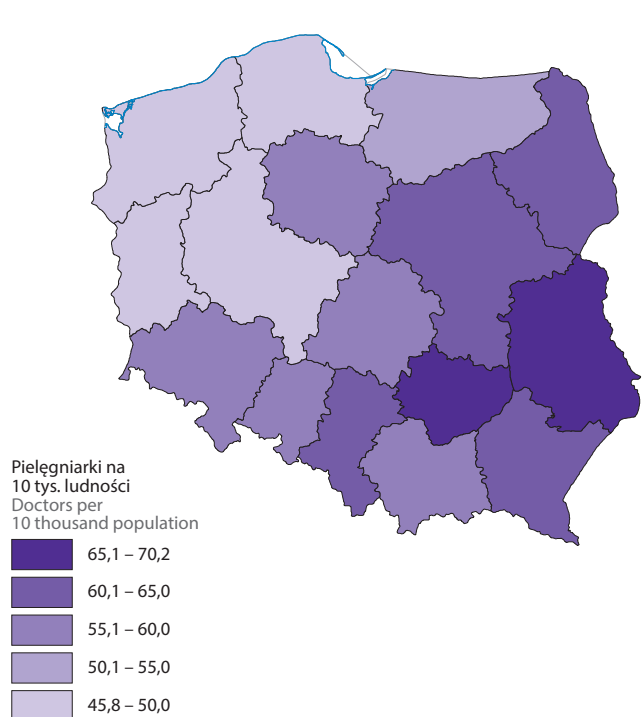 Pielęgniarki na
10 tys. ludności
Doctors per
10 thousand population
65,1 – 70,2
60,1 – 65,0
55,1 – 60,0
50,1 – 55,0
45,8 – 50,0